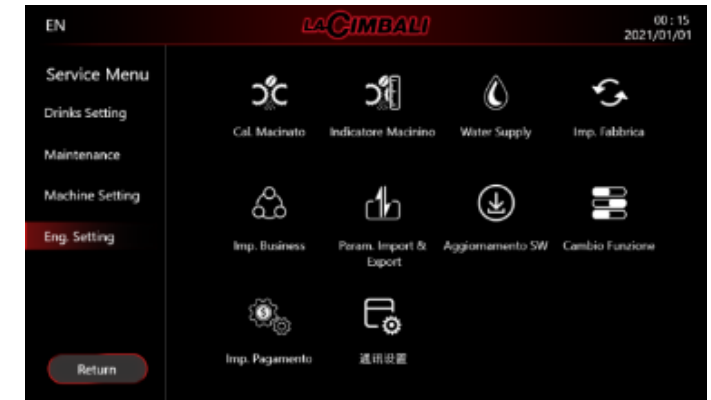 EN
LACIMBALI
00 : 15
2021/01/01
Service Menu
Drinks Setting
Maintenance
Machine Setting
Eng. Setting
Return
Cal. Macinato
Indicatore Macinino
Water Supply
Imp. Fabbrica
Imp. Business
Param. Import &
Export
Aggiornamento SW
Cambio Funzione
Imp. Pagamento
通讯设置